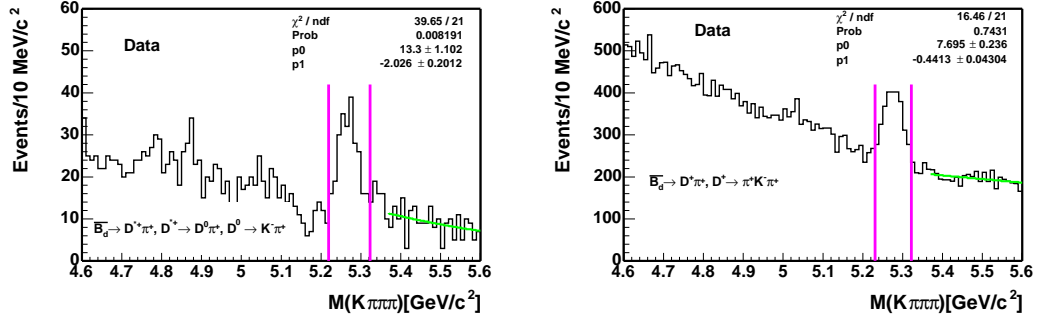 Events/10 MeV/c²
60
50
40
30
20
10
0
Data
χ² / ndf 39.65 / 21
Prob 0.008191
p0 13.3 ± 1.102
p1 -2.026 ± 0.2012
B̅d → D*+π+, D*+ → D0π+, D0 → K-π+
4.6 4.7 4.8 4.9 5 5.1 5.2 5.3 5.4 5.5 5.6
M(Kπππ)[GeV/c²]
Events/10 MeV/c²
600
500
400
300
200
100
0
Data
χ² / ndf 16.46 / 21
Prob 0.7431
p0 7.695 ± 0.236
p1 -0.4413 ± 0.04304
B̅d → D+π+, D+ → π+K-π+
4.6 4.7 4.8 4.9 5 5.1 5.2 5.3 5.4 5.5 5.6
M(Kπππ)[GeV/c²]